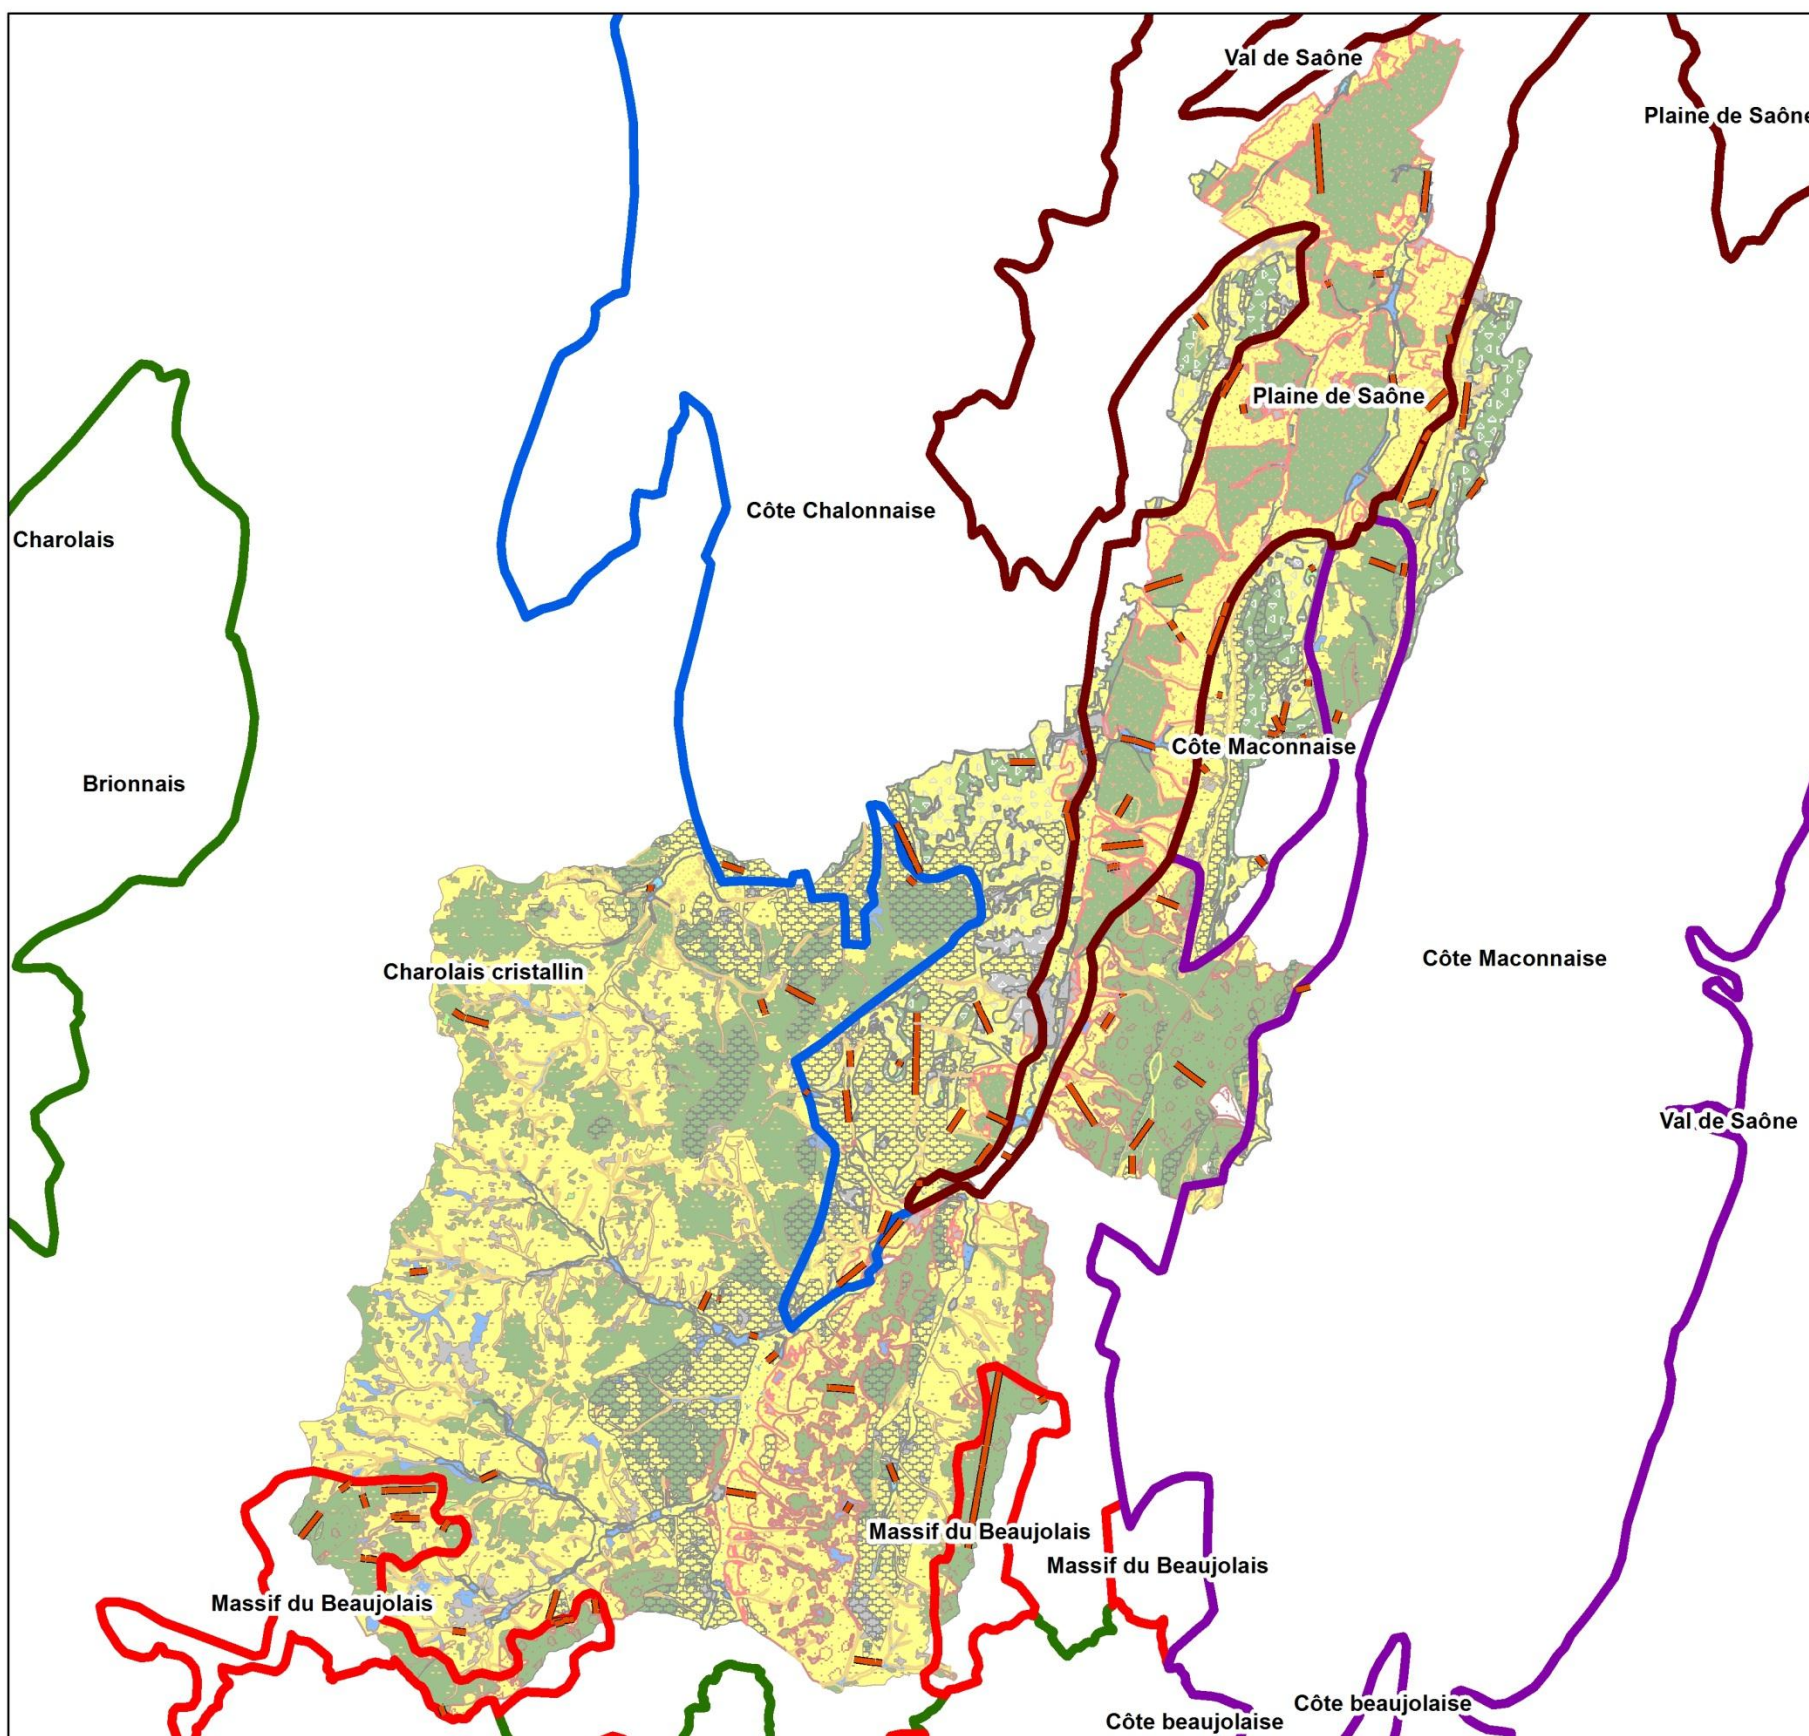 Val de Saône
Plaine de Saône
Plaine de Saône
Côte Chalonnaise
Charolais
Côte Maconnaise
Brionnais
Côte Maconnaise
Charolais cristallin
Val de Saône
Massif du Beaujolais
Massif du Beaujolais
Massif du Beaujolais
Côte beaujolaise
Côte beaujolaise